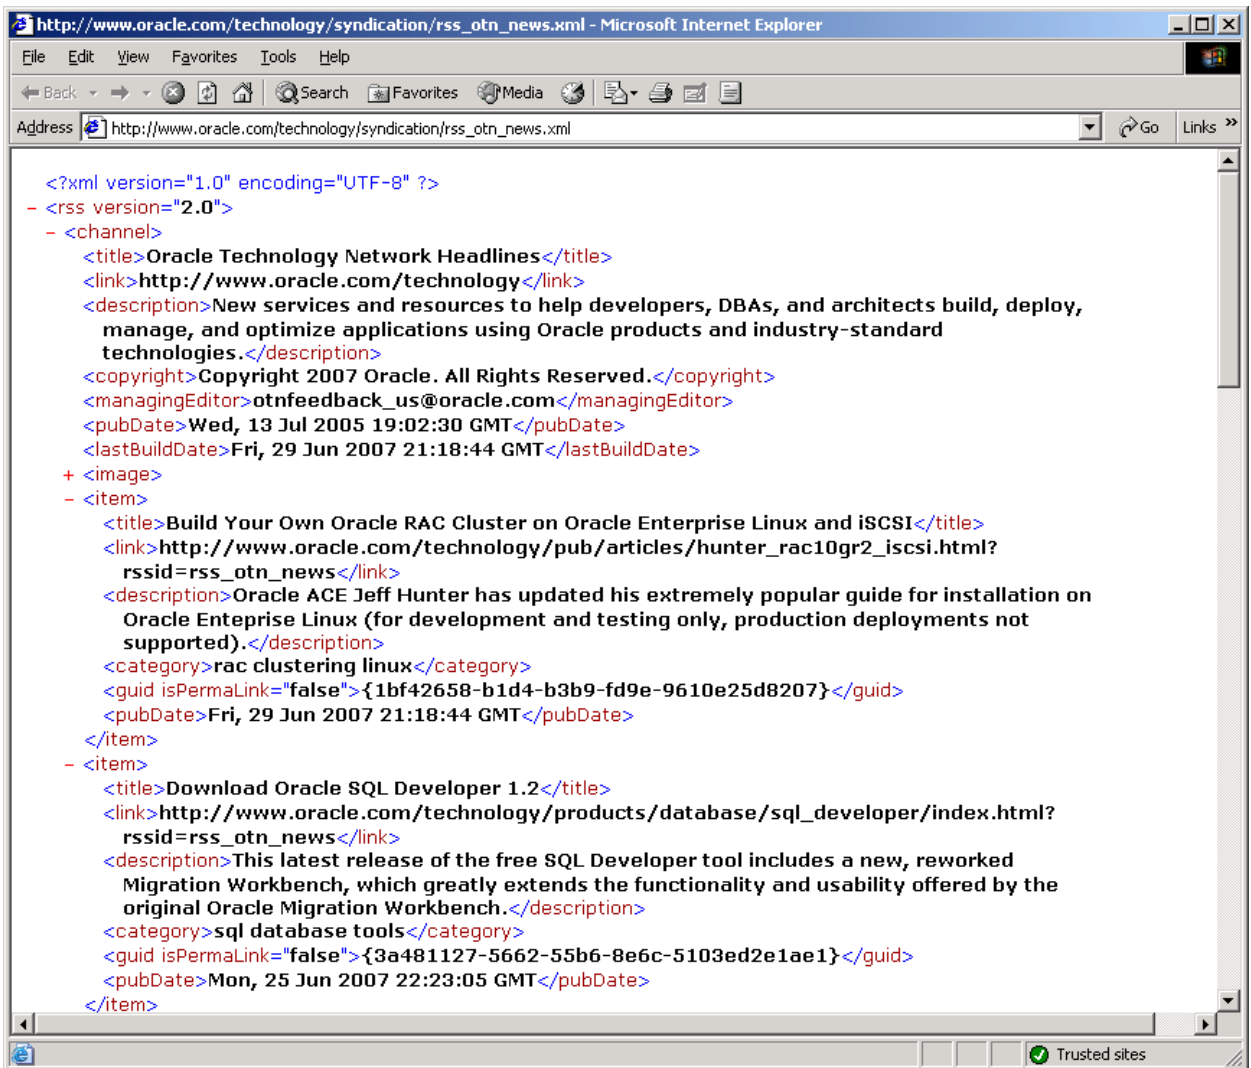 http://www.oracle.com/technology/syndication/rss_otn_news.xml - Microsoft Internet Explorer
File Edit View Favorites Tools Help
Back Search Favorites Media
Address http://www.oracle.com/technology/syndication/rss_otn_news.xml Go Links »
<?xml version="1.0" encoding="UTF-8" ?>
- <rss version="2.0">
- <channel>
<title>Oracle Technology Network Headlines</title>
<link>http://www.oracle.com/technology</link>
<description>New services and resources to help developers, DBAs, and architects build, deploy,
manage, and optimize applications using Oracle products and industry-standard
technologies.</description>
<copyright>Copyright 2007 Oracle. All Rights Reserved.</copyright>
<managingEditor>otnfeedback_us@oracle.com</managingEditor>
<pubDate>Wed, 13 Jul 2005 19:02:30 GMT</pubDate>
<lastBuildDate>Fri, 29 Jun 2007 21:18:44 GMT</lastBuildDate>
+ <image>
- <item>
<title>Build Your Own Oracle RAC Cluster on Oracle Enterprise Linux and iSCSI</title>
<link>http://www.oracle.com/technology/pub/articles/hunter_rac10gr2_iscsi.html?
rssid=rss_otn_news</link>
<description>Oracle ACE Jeff Hunter has updated his extremely popular guide for installation on
Oracle Enteprise Linux (for development and testing only, production deployments not
supported).</description>
<category>rac clustering linux</category>
<guid isPermaLink="false">{1bf42658-b1d4-b3b9-fd9e-9610e25d8207}</guid>
<pubDate>Fri, 29 Jun 2007 21:18:44 GMT</pubDate>
</item>
- <item>
<title>Download Oracle SQL Developer 1.2</title>
<link>http://www.oracle.com/technology/products/database/sql_developer/index.html?
rssid=rss_otn_news</link>
<description>This latest release of the free SQL Developer tool includes a new, reworked
Migration Workbench, which greatly extends the functionality and usability offered by the
original Oracle Migration Workbench.</description>
<category>sql database tools</category>
<guid isPermaLink="false">{3a481127-5662-55b6-8e6c-5103ed2e1ae1}</guid>
<pubDate>Mon, 25 Jun 2007 22:23:05 GMT</pubDate>
</item>
Trusted sites